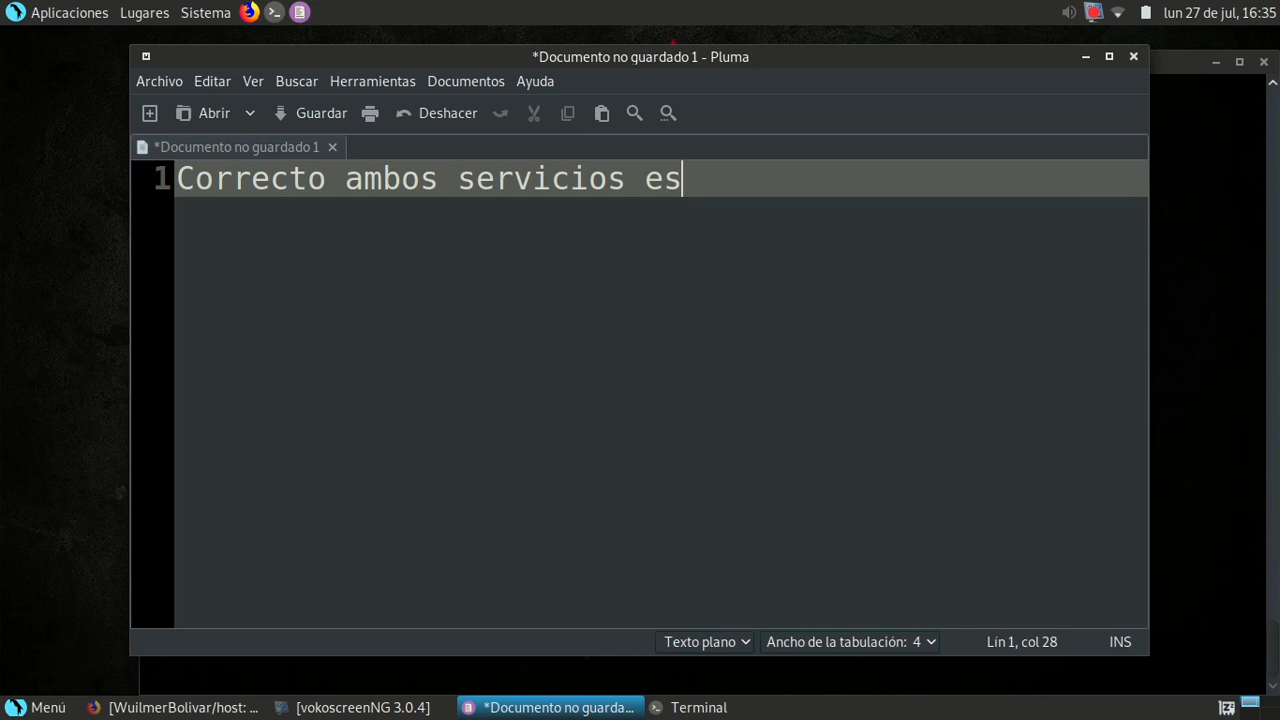 Aplicaciones Lugares Sistema lun 27 de jul, 16:35
*Documento no guardado 1 - Pluma
Archivo Editar Ver Buscar Herramientas Documentos Ayuda
Abrir Guardar Deshacer
*Documento no guardado 1
1 Correcto ambos servicios es
Texto plano Ancho de la tabulación: 4 Lín 1, col 28 INS
Menú [WuilmerBolivar/host: ... [vokoscreenNG 3.0.4] *Documento no guarda... Terminal